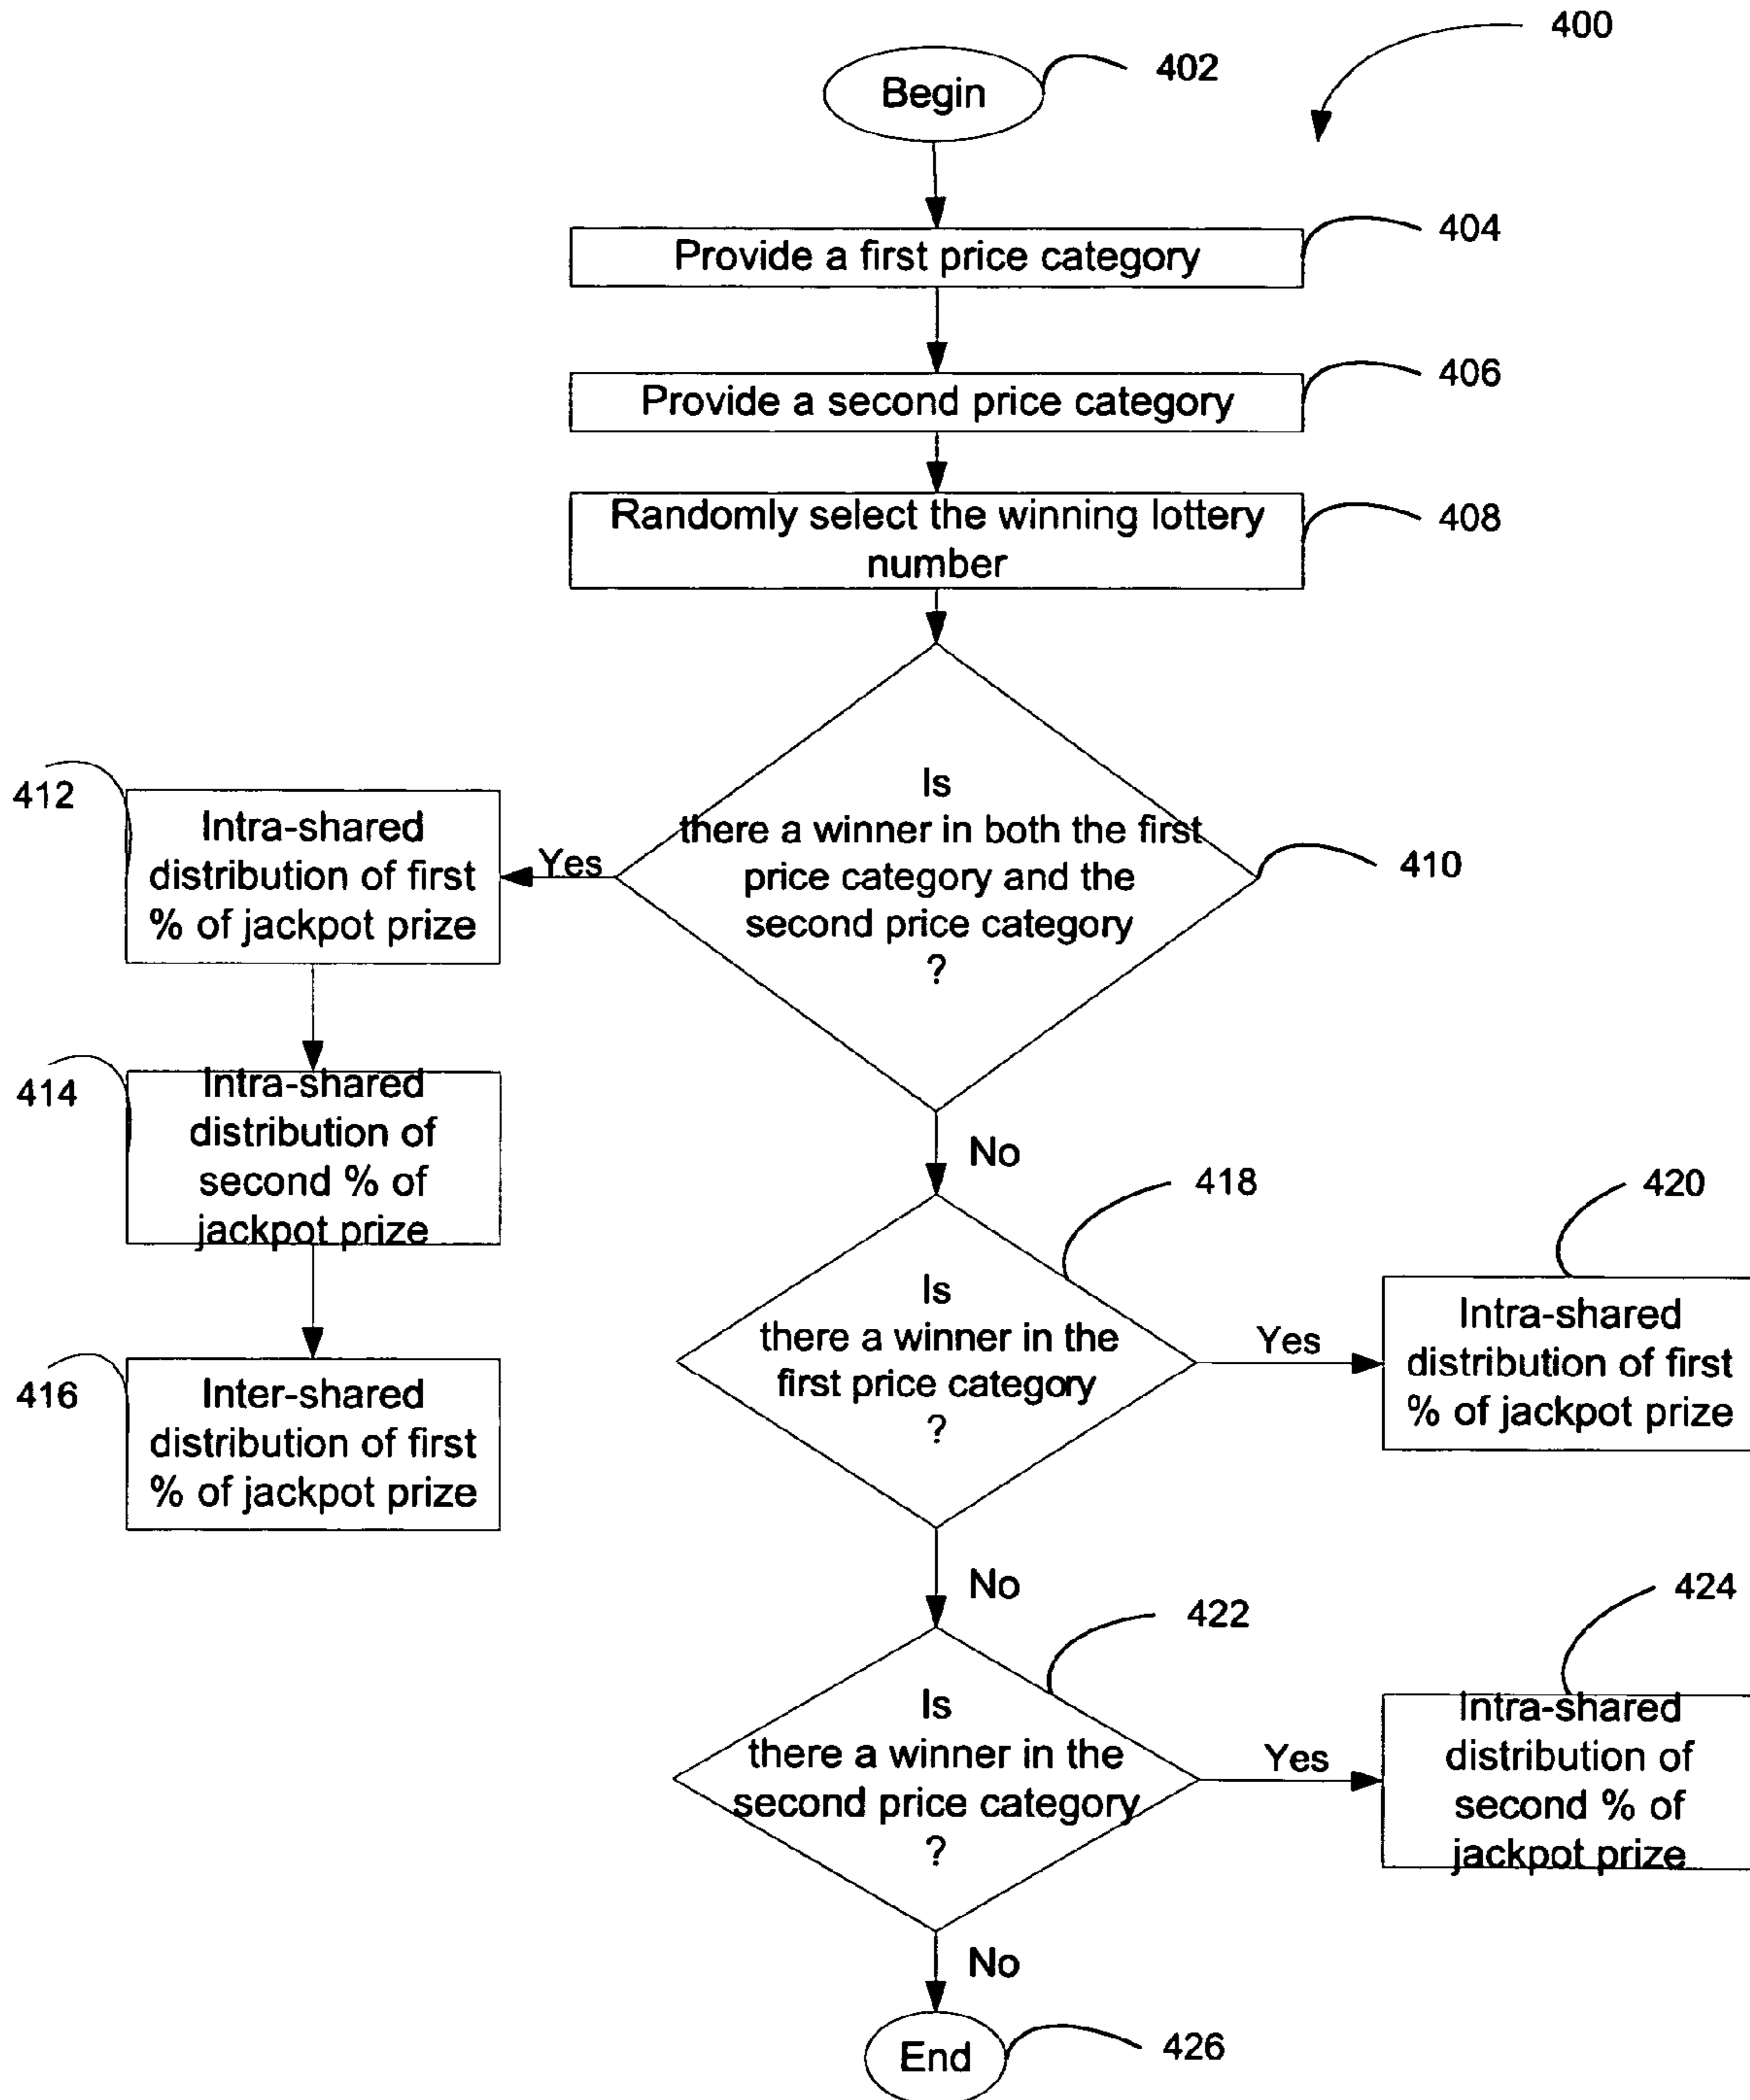 400
Begin
402
Provide a first price category
404
Provide a second price category
406
Randomly select the winning lottery
number
408
Is
there a winner in both the first
price category and the
second price category
?
410
Yes
412
Intra-shared
distribution of first
% of jackpot prize
414
Intra-shared
distribution of
second % of
jackpot prize
416
Inter-shared
distribution of first
% of jackpot prize
No
418
Is
there a winner in the
first price category
?
Yes
420
Intra-shared
distribution of first
% of jackpot prize
No
422
Is
there a winner in the
second price category
?
Yes
424
Intra-shared
distribution of
second % of
jackpot prize
No
End
426